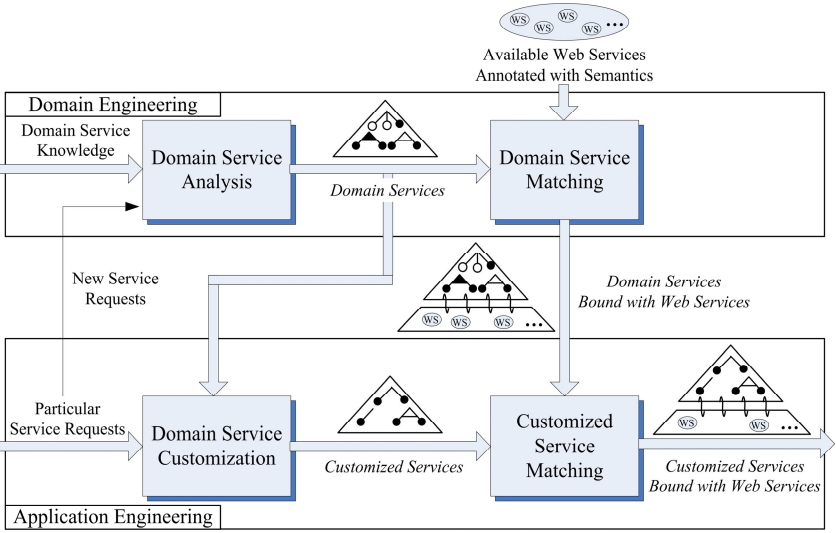 WS
WS
WS
WS
...
Available Web Services
Annotated with Semantics
Domain Engineering
Domain Service
Knowledge
Domain Service
Analysis
Domain Services
Domain Service
Matching
New Service
Requests
WS
WS
WS
...
Domain Services
Bound with Web Services
Particular
Service Requests
Domain Service
Customization
Customized Services
Customized
Service
Matching
WS
WS
...
Customized Services
Bound with Web Services
Application Engineering